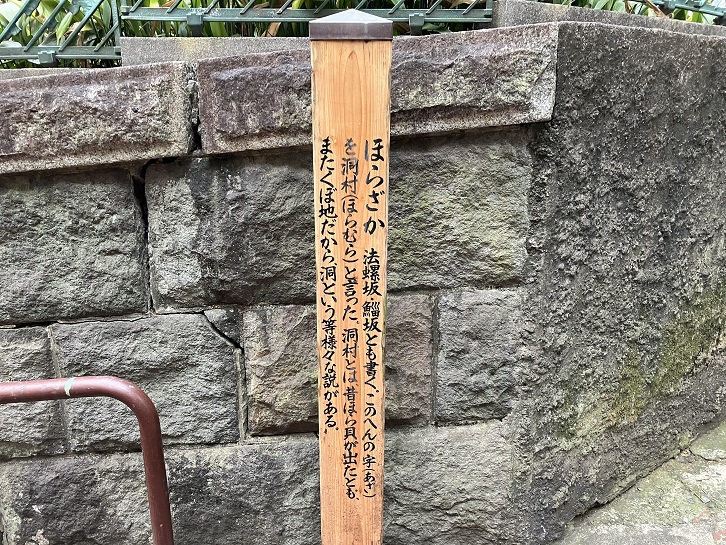 ほらざか　法螺坂・鯔坂とも書く。このへんの字(あざ)
を洞村(ほらむら)と言った。洞村とは昔ほら貝が出たとも、
またくぼ地だから洞という等様々な説がある。